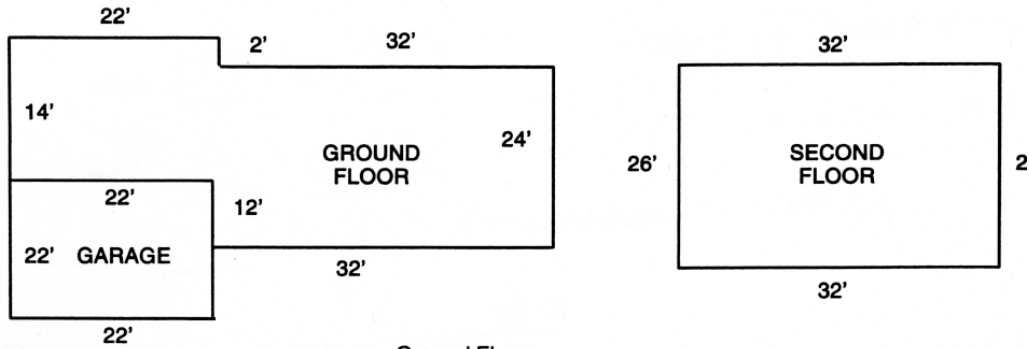 22'
2'
32'
14'
GROUND
FLOOR
24'
22'
12'
22'
GARAGE
32'
22'
32'
26'
SECOND
FLOOR
32'